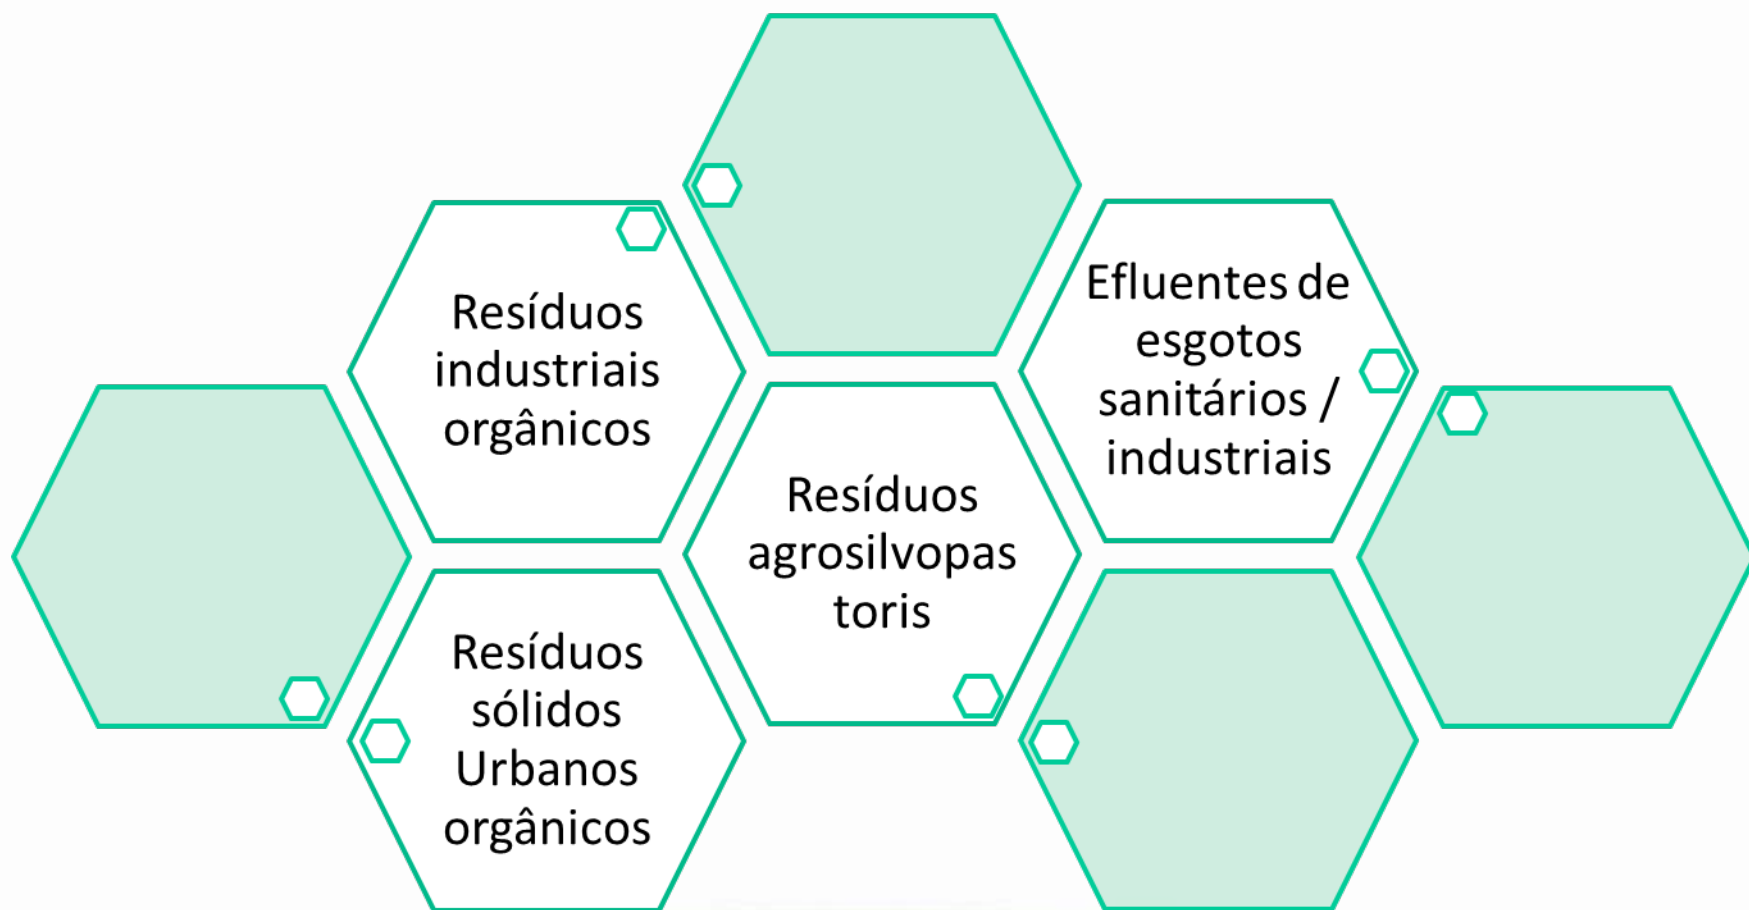 Resíduos
industriais
orgânicos
Efluentes de
esgotos
sanitários /
industriais
Resíduos
agrosilvopas
toris
Resíduos
sólidos
Urbanos
orgânicos